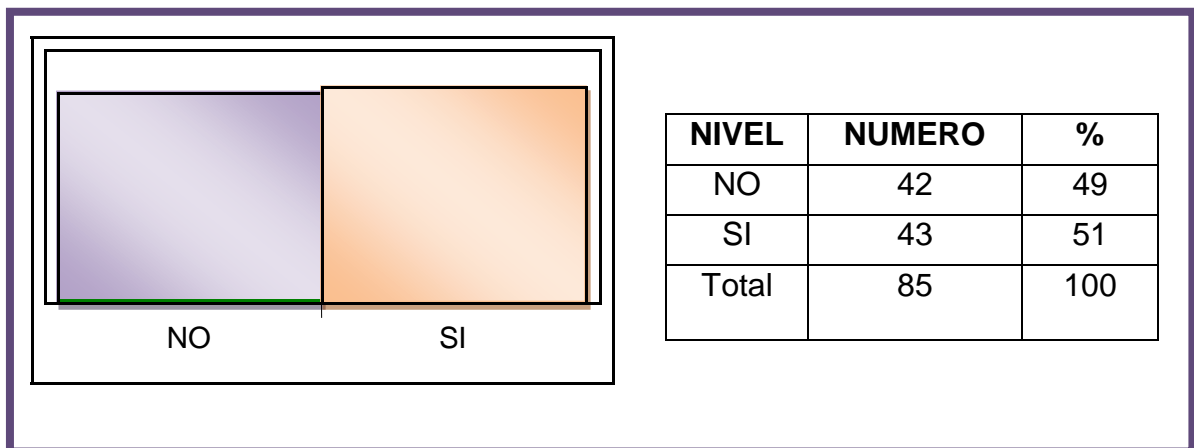 NO SI
NIVEL NUMERO %
NO 42 49
SI 43 51
Total 85 100